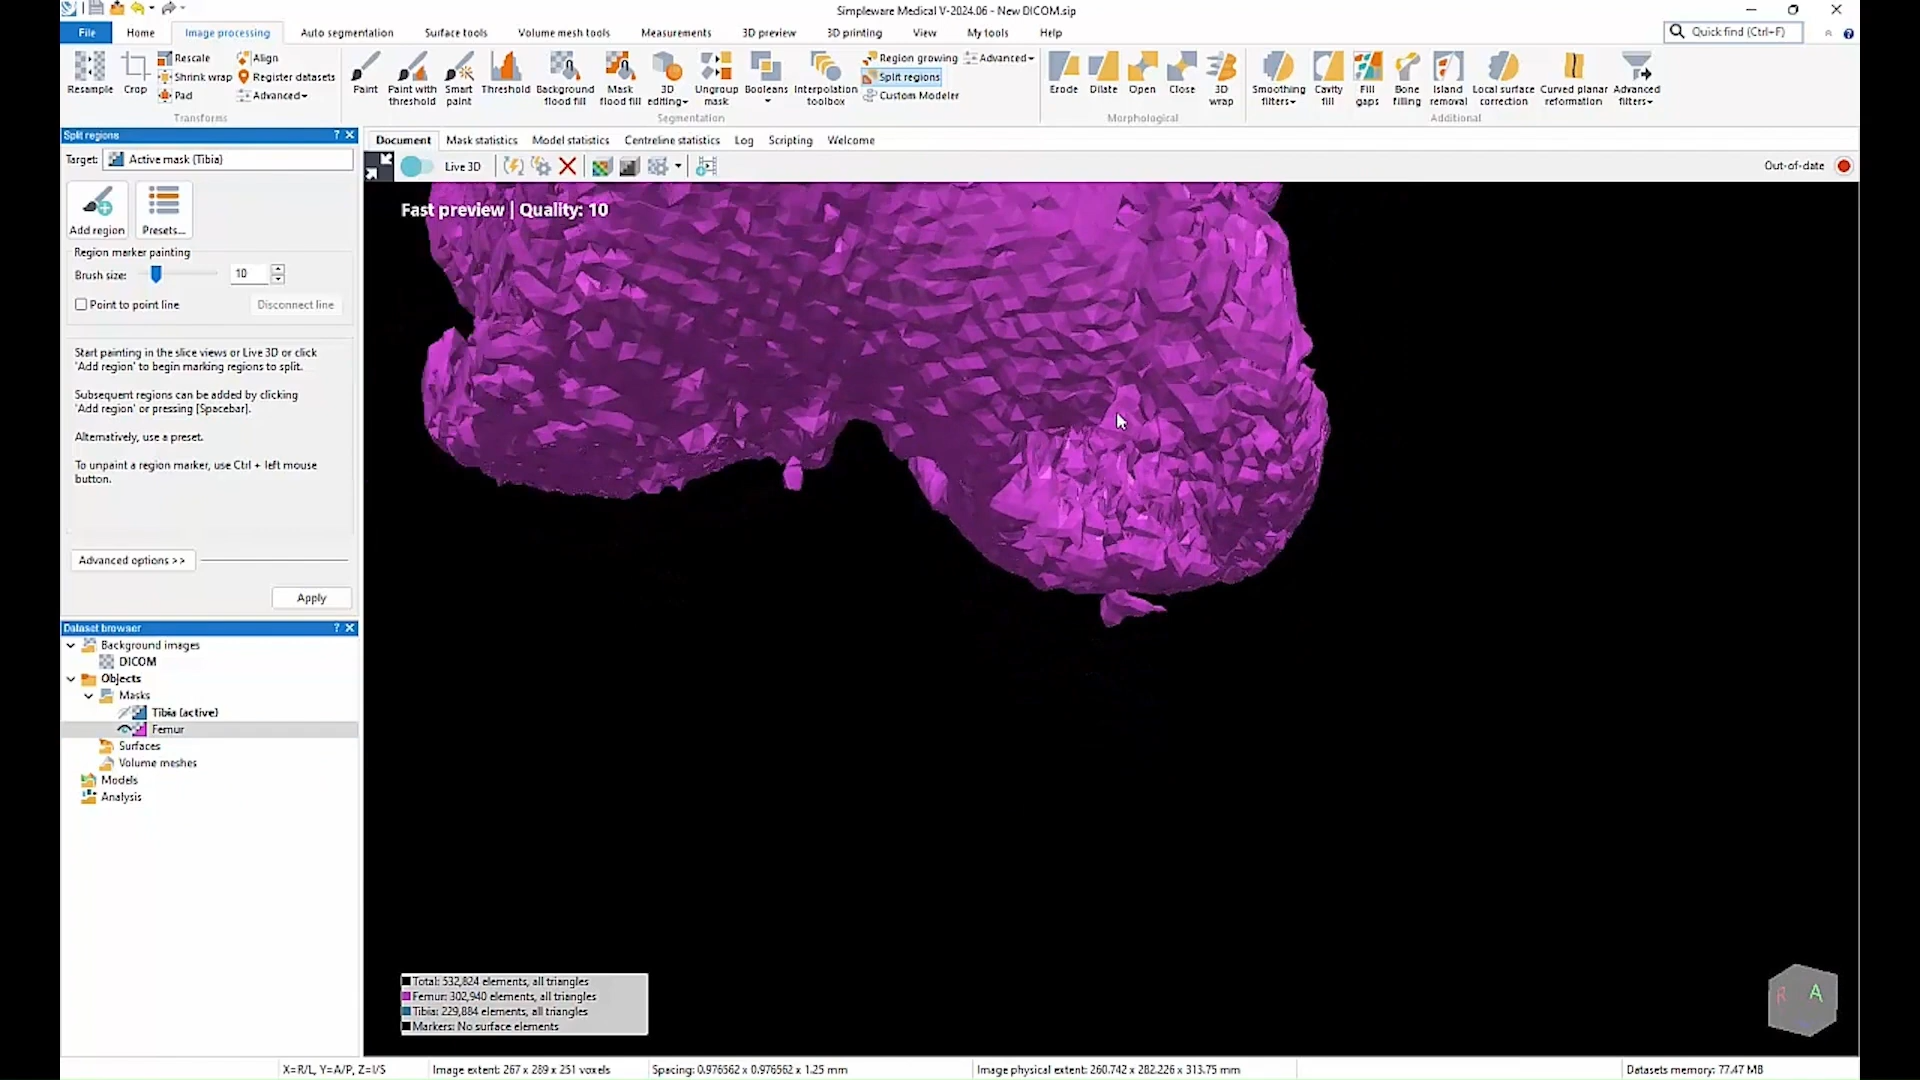 Simpleware Medical V-2024.06 - New DICOM.sip
File Home Image processing Auto segmentation Surface tools Volume mesh tools Measurements 3D preview 3D printing View My tools Help Quick find (Ctrl+F)
Resample Crop Rescale Shrink wrap Pad Align Register datasets Advanced
Transforms
Paint Paint with threshold Smart paint Threshold Background flood fill Mask flood fill 3D editing Ungroup mask Booleans Interpolation toolbox Region growing Split regions Custom Modeler Advanced
Segmentation
Erode Dilate Open Close 3D wrap
Morphological
Smoothing filters Cavity fill Fill gaps Bone filling Island removal Local surface correction Curved planar reformation Advanced filters
Additional
Split regions ?
Target: Active mask (Tibia)
Add region Presets...
Region marker painting
Brush size: 10
Point to point line Disconnect line
Start painting in the slice views or Live 3D or click
'Add region' to begin marking regions to split.
Subsequent regions can be added by clicking
'Add region' or pressing [Spacebar].
Alternatively, use a preset.
To unpaint a region marker, use Ctrl + left mouse
button.
Advanced options >>
Apply
Dataset browser ?
Background images
DICOM
Objects
Masks
Tibia (active)
Femur
Surfaces
Volume meshes
Models
Analysis
Document Mask statistics Model statistics Centreline statistics Log Scripting Welcome
Live 3D Out-of-date
Fast preview | Quality: 10
Total: 532,824 elements, all triangles
Femur: 302,940 elements, all triangles
Tibia: 229,884 elements, all triangles
Markers: No surface elements
R A
X=R/L, Y=A/P, Z=I/S Image extent: 267 x 289 x 251 voxels Spacing: 0.976562 x 0.976562 x 1.25 mm Image physical extent: 260.742 x 282.226 x 313.75 mm Datasets memory: 77.47 MB